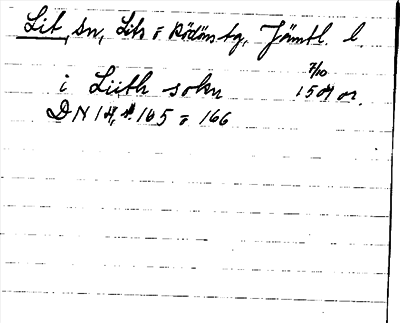 Lit, sn, Lits o Rödöns tg, Jämtl. l.
7/10
i Liith sokn 1504 or.
DN 14, s. 165 o 166